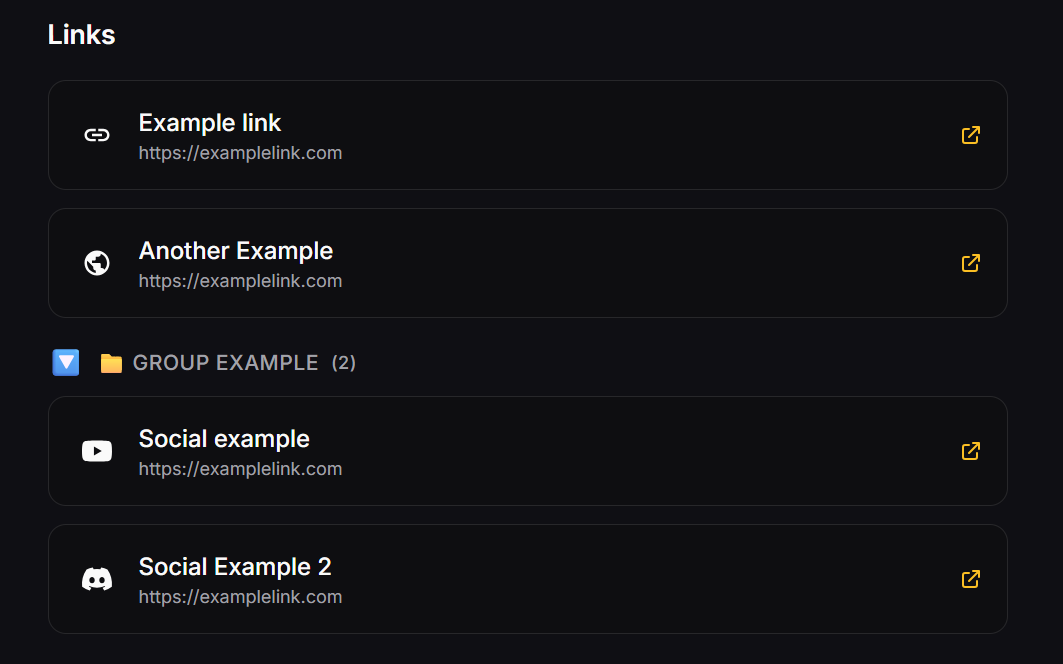 Links
Example link
https://examplelink.com
Another Example
https://examplelink.com
GROUP EXAMPLE (2)
Social example
https://examplelink.com
Social Example 2
https://examplelink.com